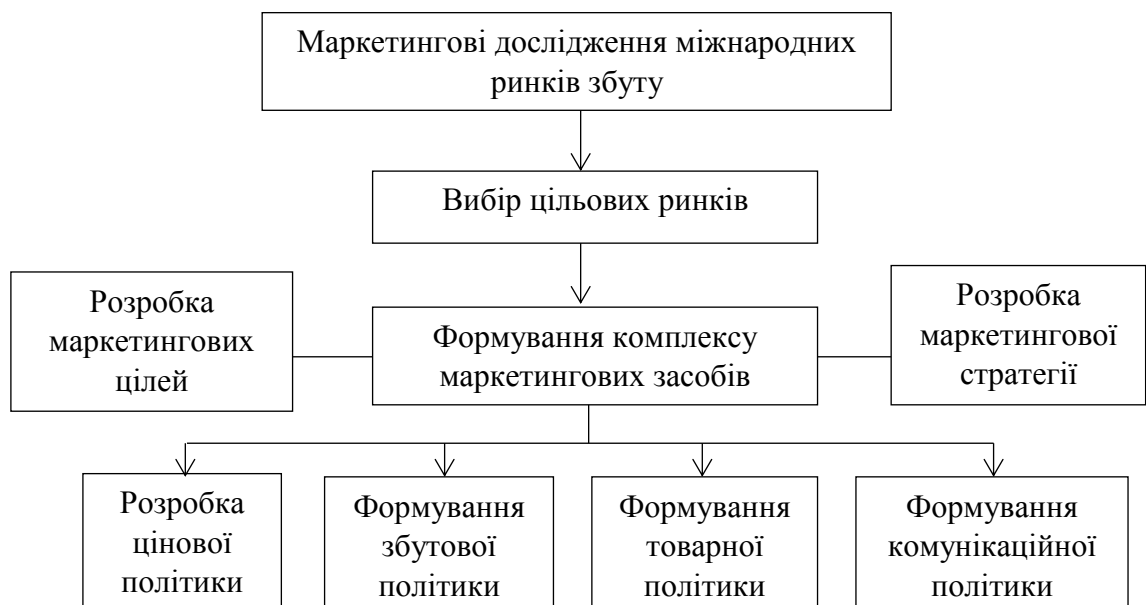 Маркетингові дослідження міжнародних
ринків збуту
Вибір цільових ринків
Розробка
маркетингових
цілей
Формування комплексу
маркетингових засобів
Розробка
маркетингової
стратегії
Розробка
цінової
політики
Формування
збутової
політики
Формування
товарної
політики
Формування
комунікаційної
політики